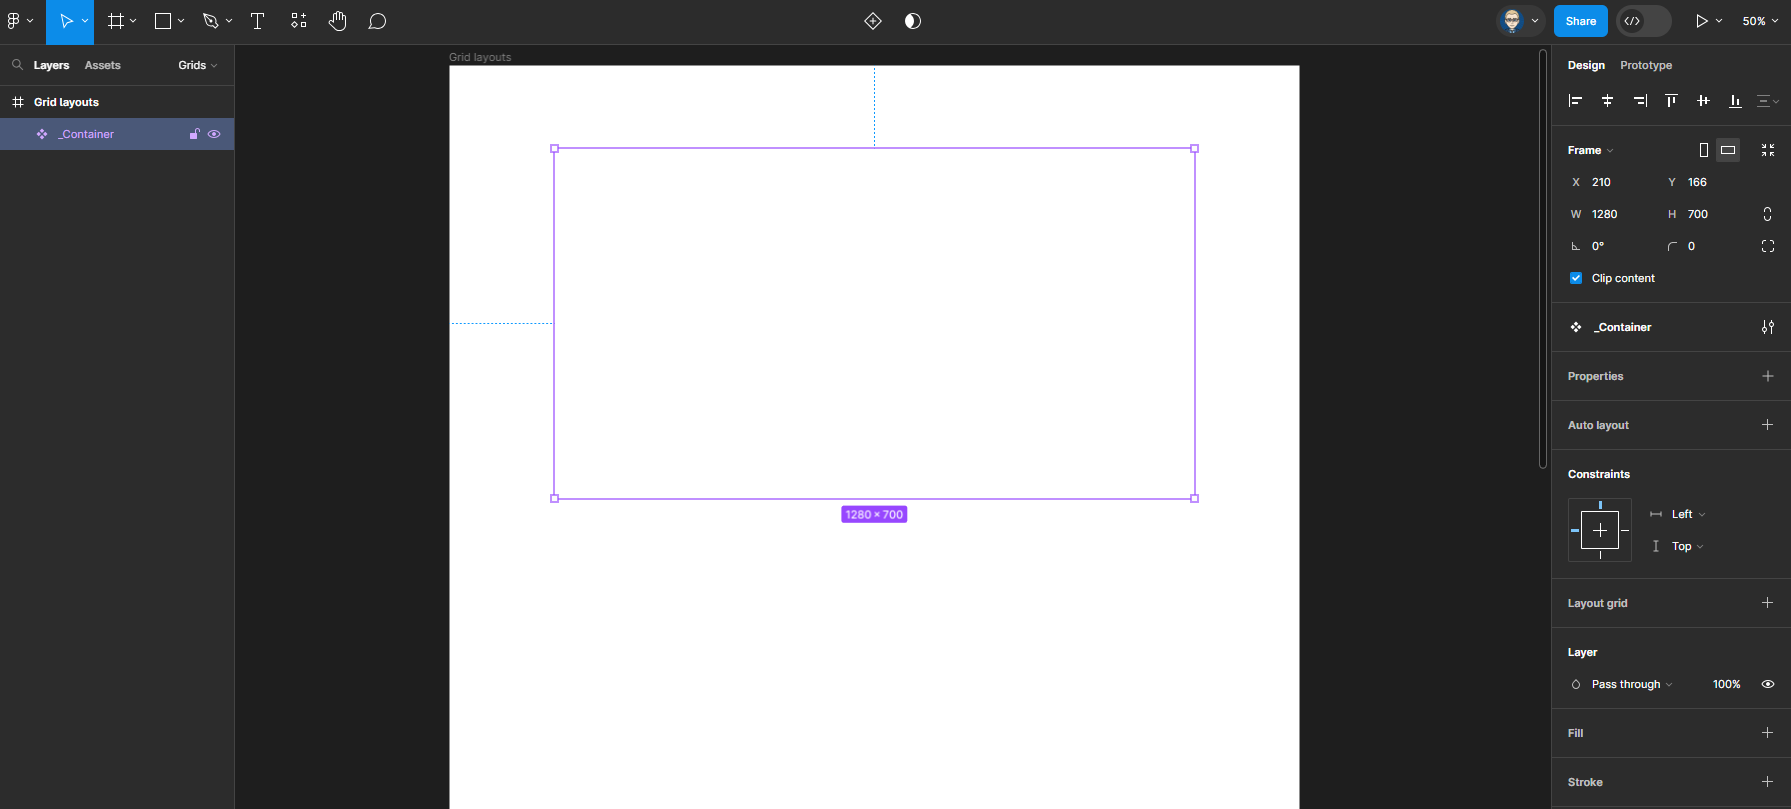 Share
50%
Layers Assets Grids
Grid layouts
_Container
Grid layouts
1280 × 700
Design Prototype
Frame
X 210 Y 166
W 1280 H 700
0° 0
Clip content
_Container
Properties
Auto layout
Constraints
Left
Top
Layout grid
Layer
Pass through 100%
Fill
Stroke